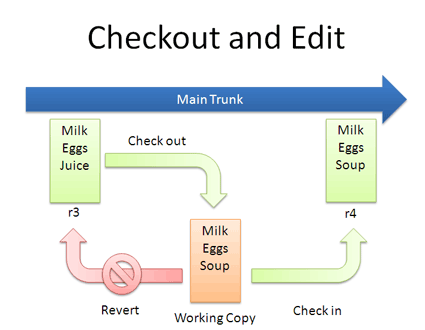 Checkout and Edit
Main Trunk
Milk
Eggs
Juice
r3
Check out
Milk
Eggs
Soup
r4
Milk
Eggs
Soup
Working Copy
Revert
Check in